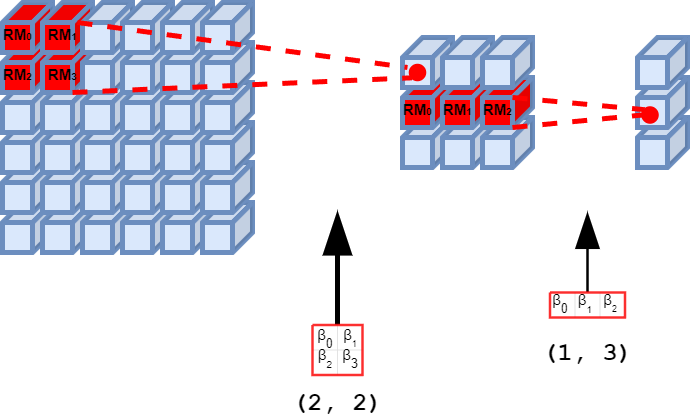 RM₀ RM₁
RM₂ RM₃
RM₀ RM₁ RM₂
β₀ β₁
β₂ β₃
(2, 2)
β₀ β₁ β₂
(1, 3)